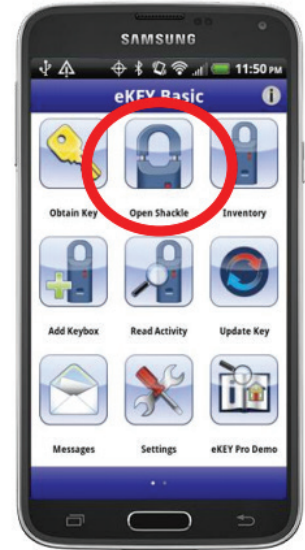 SAMSUNG
11:50 PM
eKEY Basic
i
Obtain Key
Open Shackle
Inventory
Add Keybox
Read Activity
Update Key
Messages
Settings
eKEY Pro Demo